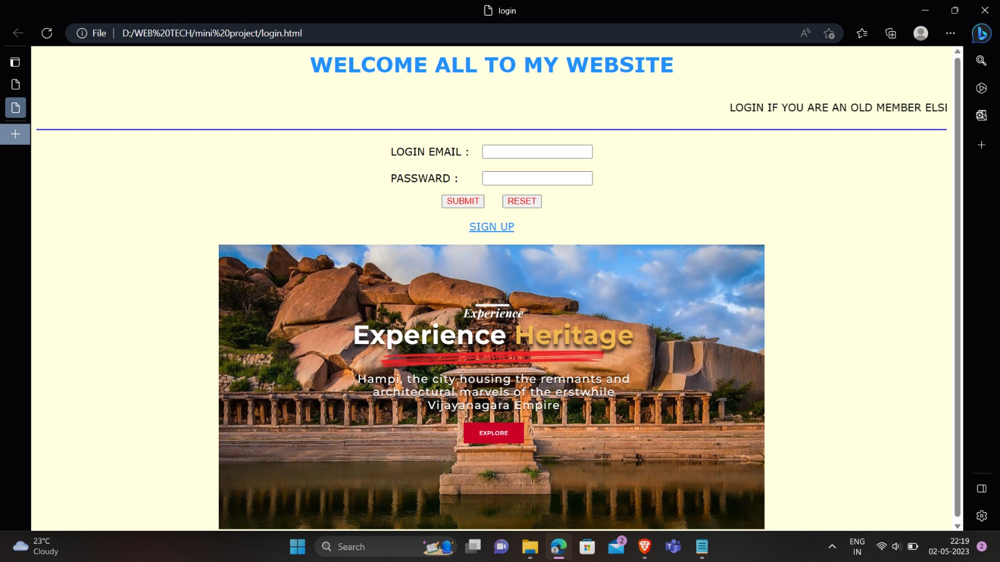 login
File
D:/WEB%20TECH/mini%20project/login.html
WELCOME ALL TO MY WEBSITE
LOGIN IF YOU ARE AN OLD MEMBER ELSE
LOGIN EMAIL :
PASSWARD :
SUBMIT RESET
SIGN UP
Experience
Experience Heritage
Hampi, the city housing the remnants and
architectural marvels of the erstwhile
Vijayanagara Empire
EXPLORE
23°C
Cloudy
Search
2
ENG
IN
22:19
02-05-2023
2